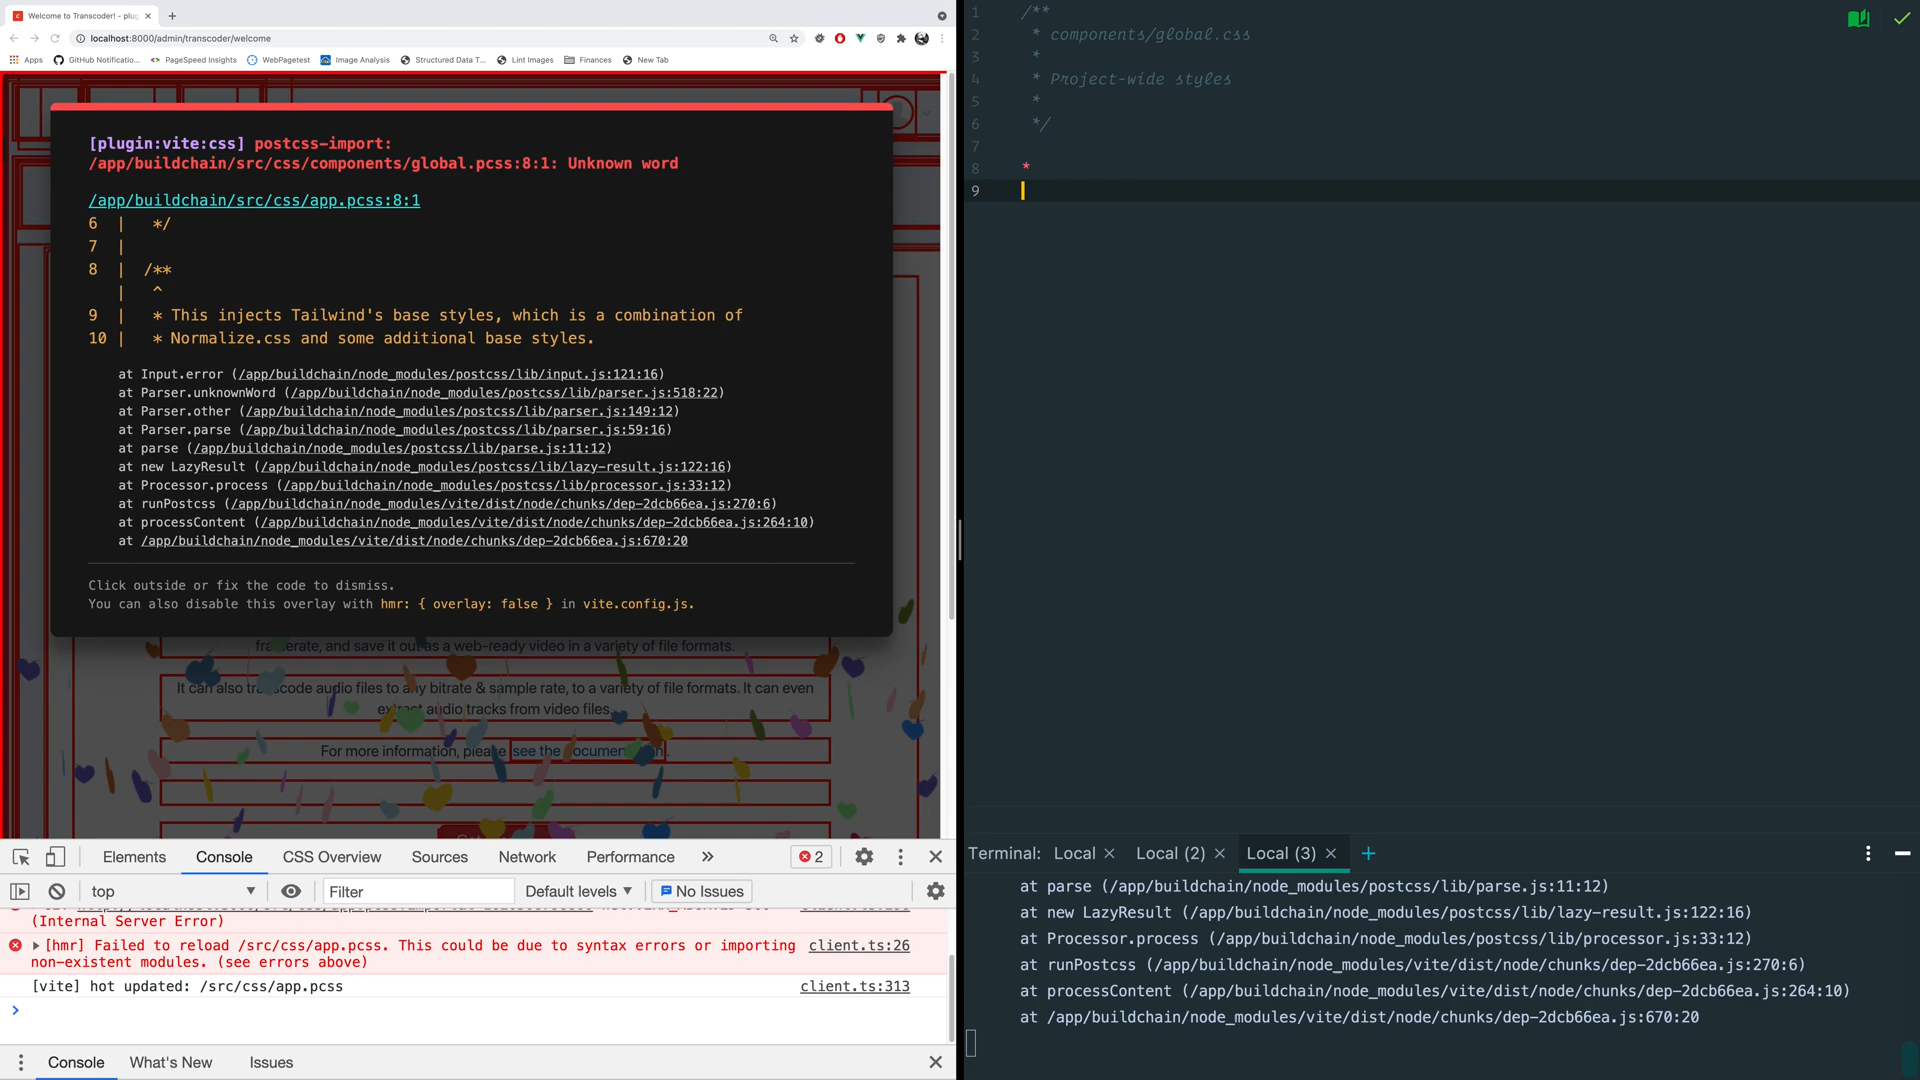 Welcome to Transcoder! - plug
localhost:8000/admin/transcoder/welcome
Apps
GitHub Notificatio...
PageSpeed Insights
WebPagetest
Image Analysis
Structured Data T...
Lint Images
Finances
New Tab
[plugin:vite:css] postcss-import:
/app/buildchain/src/css/components/global.pcss:8:1: Unknown word
/app/buildchain/src/css/app.pcss:8:1
6 | */
7 |
8 | /**
| ^
9 | * This injects Tailwind's base styles, which is a combination of
10 | * Normalize.css and some additional base styles.
at Input.error (/app/buildchain/node_modules/postcss/lib/input.js:121:16)
at Parser.unknownWord (/app/buildchain/node_modules/postcss/lib/parser.js:518:22)
at Parser.other (/app/buildchain/node_modules/postcss/lib/parser.js:149:12)
at Parser.parse (/app/buildchain/node_modules/postcss/lib/parser.js:59:16)
at parse (/app/buildchain/node_modules/postcss/lib/parse.js:11:12)
at new LazyResult (/app/buildchain/node_modules/postcss/lib/lazy-result.js:122:16)
at Processor.process (/app/buildchain/node_modules/postcss/lib/processor.js:33:12)
at runPostcss (/app/buildchain/node_modules/vite/dist/node/chunks/dep-2dcb66ea.js:270:6)
at processContent (/app/buildchain/node_modules/vite/dist/node/chunks/dep-2dcb66ea.js:264:10)
at /app/buildchain/node_modules/vite/dist/node/chunks/dep-2dcb66ea.js:670:20
Click outside or fix the code to dismiss.
You can also disable this overlay with hmr: { overlay: false } in vite.config.js.
framerate, and save it out as a web-ready video in a variety of file formats.
It can also transcode audio files to any bitrate & sample rate, to a variety of file formats. It can even
extract audio tracks from video files.
For more information, please see the documentation.
Elements
Console
CSS Overview
Sources
Network
Performance
2
top
Filter
Default levels
No Issues
(Internal Server Error)
[hmr] Failed to reload /src/css/app.pcss. This could be due to syntax errors or importing client.ts:26
non-existent modules. (see errors above)
[vite] hot updated: /src/css/app.pcss client.ts:313
Console
What's New
Issues
1 /**
2 * components/global.css
3 *
4 * Project-wide styles
5 *
6 */
7
8 *
9
Terminal: Local Local (2) Local (3)
at parse (/app/buildchain/node_modules/postcss/lib/parse.js:11:12)
at new LazyResult (/app/buildchain/node_modules/postcss/lib/lazy-result.js:122:16)
at Processor.process (/app/buildchain/node_modules/postcss/lib/processor.js:33:12)
at runPostcss (/app/buildchain/node_modules/vite/dist/node/chunks/dep-2dcb66ea.js:270:6)
at processContent (/app/buildchain/node_modules/vite/dist/node/chunks/dep-2dcb66ea.js:264:10)
at /app/buildchain/node_modules/vite/dist/node/chunks/dep-2dcb66ea.js:670:20